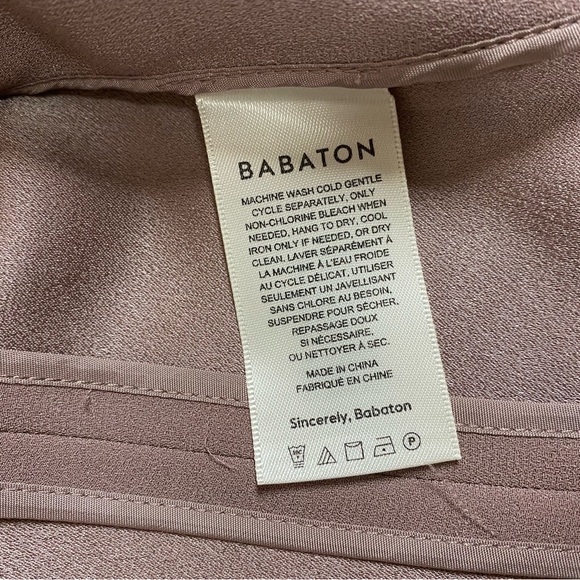 BABATON
MACHINE WASH COLD GENTLE
CYCLE SEPARATELY, ONLY
NON-CHLORINE BLEACH WHEN
NEEDED, HANG TO DRY, COOL
IRON ONLY IF NEEDED, OR DRY
CLEAN. LAVER SÉPARÉMENT À
LA MACHINE À L'EAU FROIDE
AU CYCLE DÉLICAT, UTILISER
SEULEMENT UN JAVELLISANT
SANS CHLORE AU BESOIN,
SUSPENDRE POUR SÉCHER,
REPASSAGE DOUX
SI NÉCESSAIRE,
OU NETTOYER À SEC.
MADE IN CHINA
FABRIQUÉ EN CHINE
Sincerely, Babaton
P